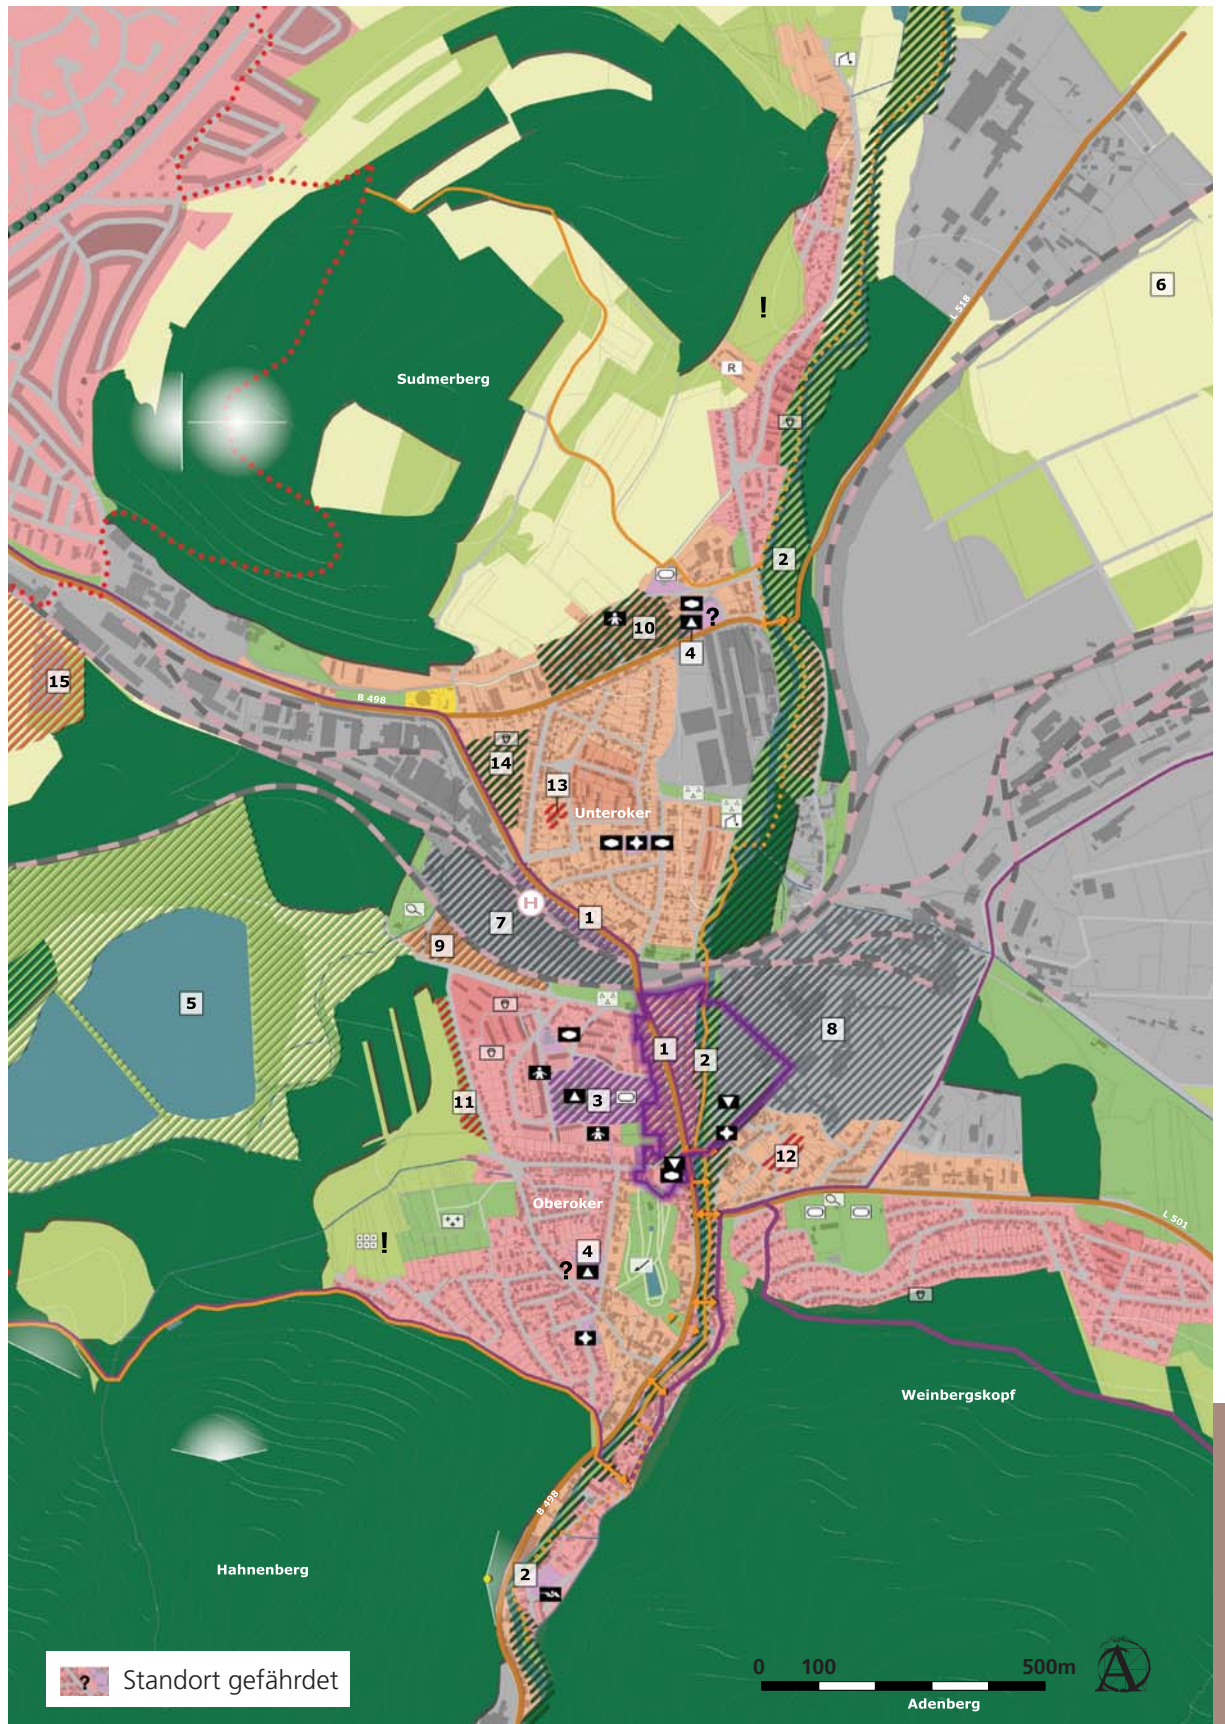 6
!
L 518
R
Sudmerberg
2
?
10
4
15
B 498
14
13
Unteroker
H
1
7
9
5
8
1
2
3
11
12
Oberoker
L 501
!
4
?
Weinbergskopf
B 498
Hahnenberg
2
? Standort gefährdet
0 100 500m
A
Adenberg